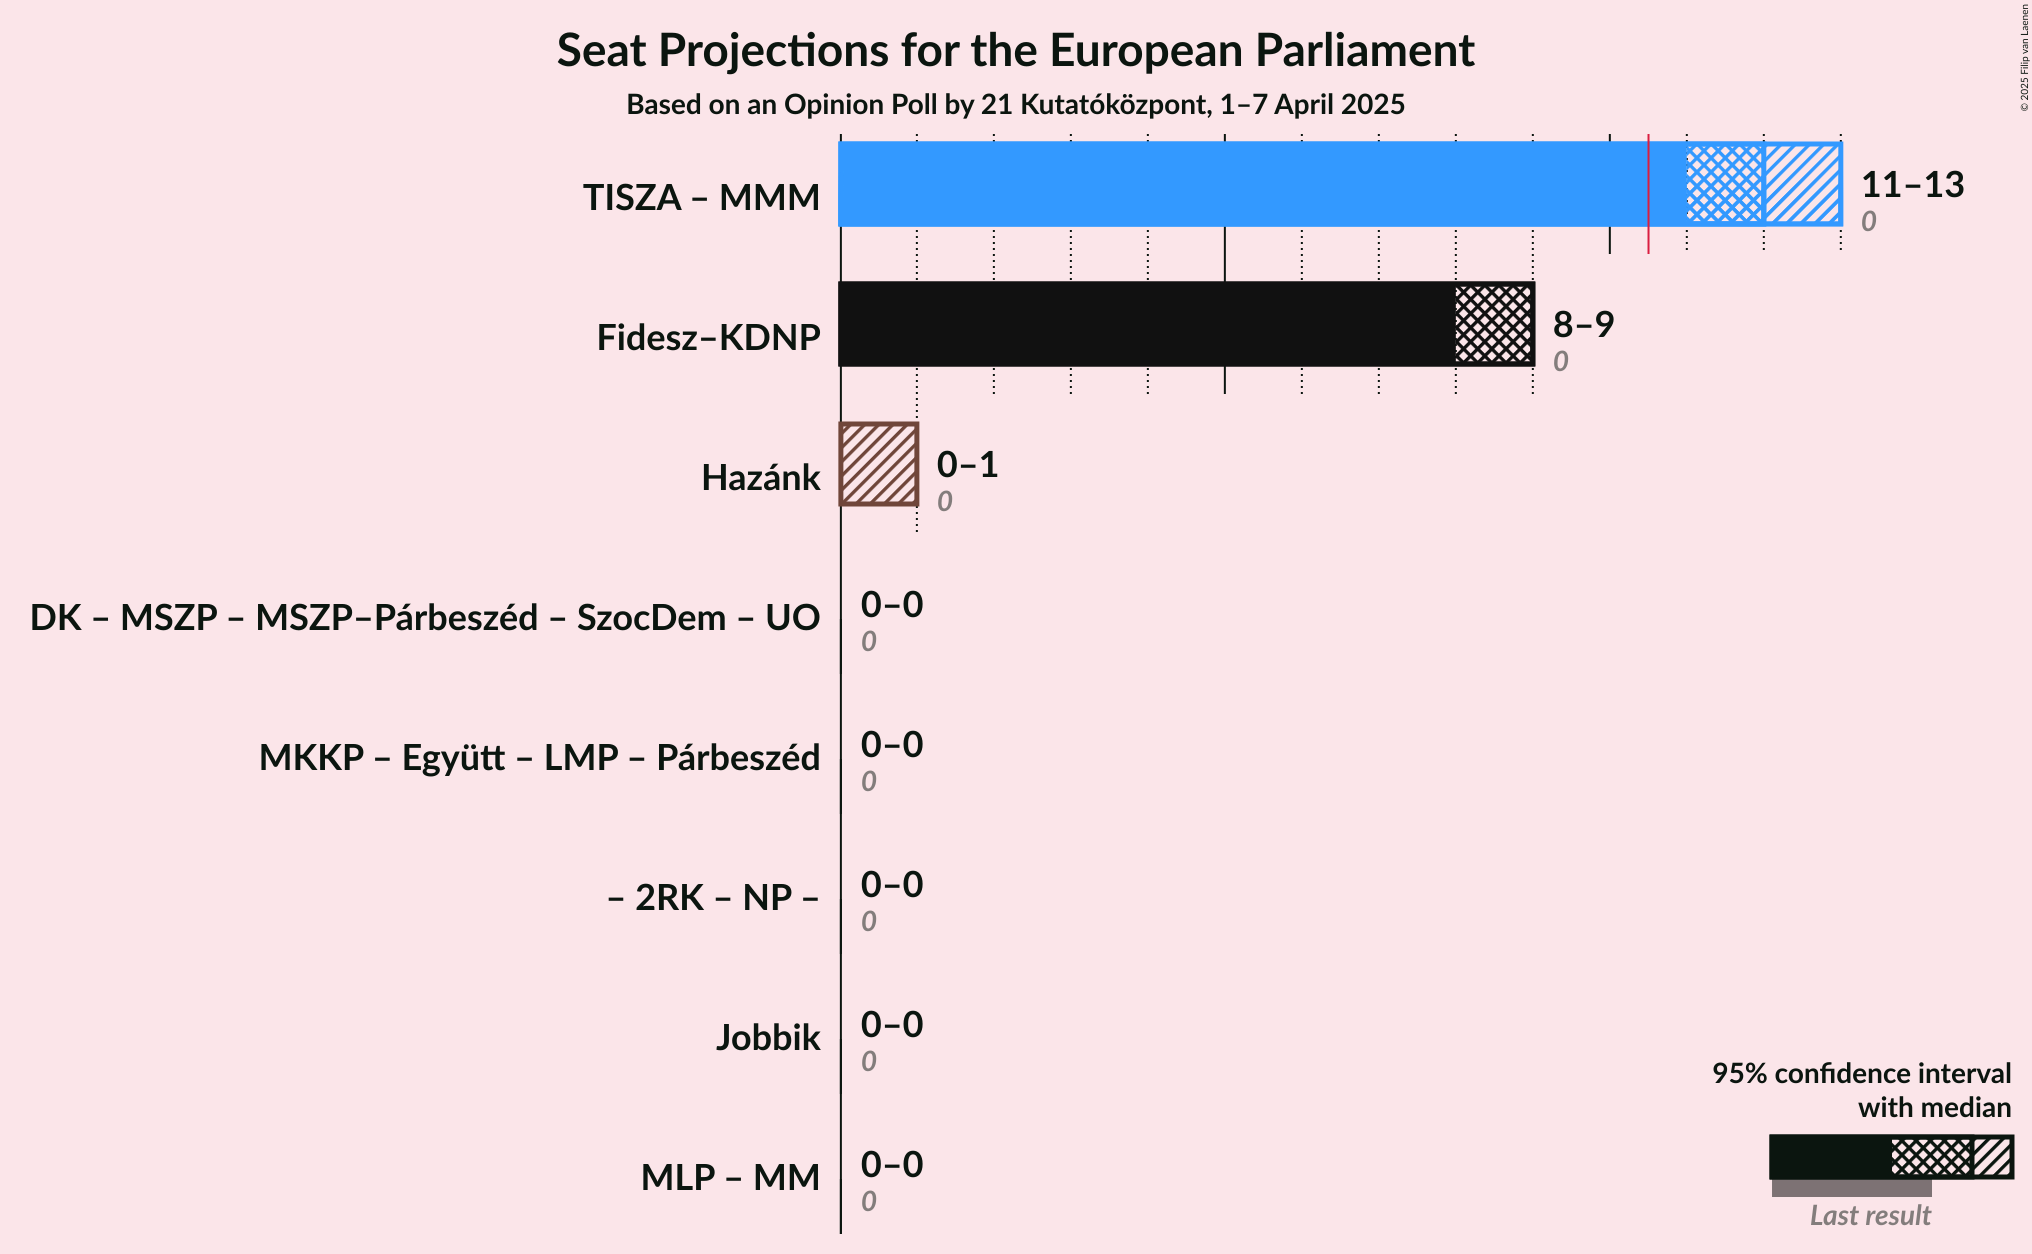 Seat Projections for the European Parliament
Based on an Opinion Poll by 21 Kutatóközpont, 1–7 April 2025
© 2025 Filip van Laenen
TISZA – MMM
11–13
0
Fidesz–KDNP
8–9
0
Hazánk
0–1
0
DK – MSZP – MSZP–Párbeszéd – SzocDem – UO
0–0
0
MKKP – Együtt – LMP – Párbeszéd
0–0
0
– 2RK – NP –
0–0
0
Jobbik
0–0
0
MLP – MM
0–0
0
95% confidence interval
with median
Last result